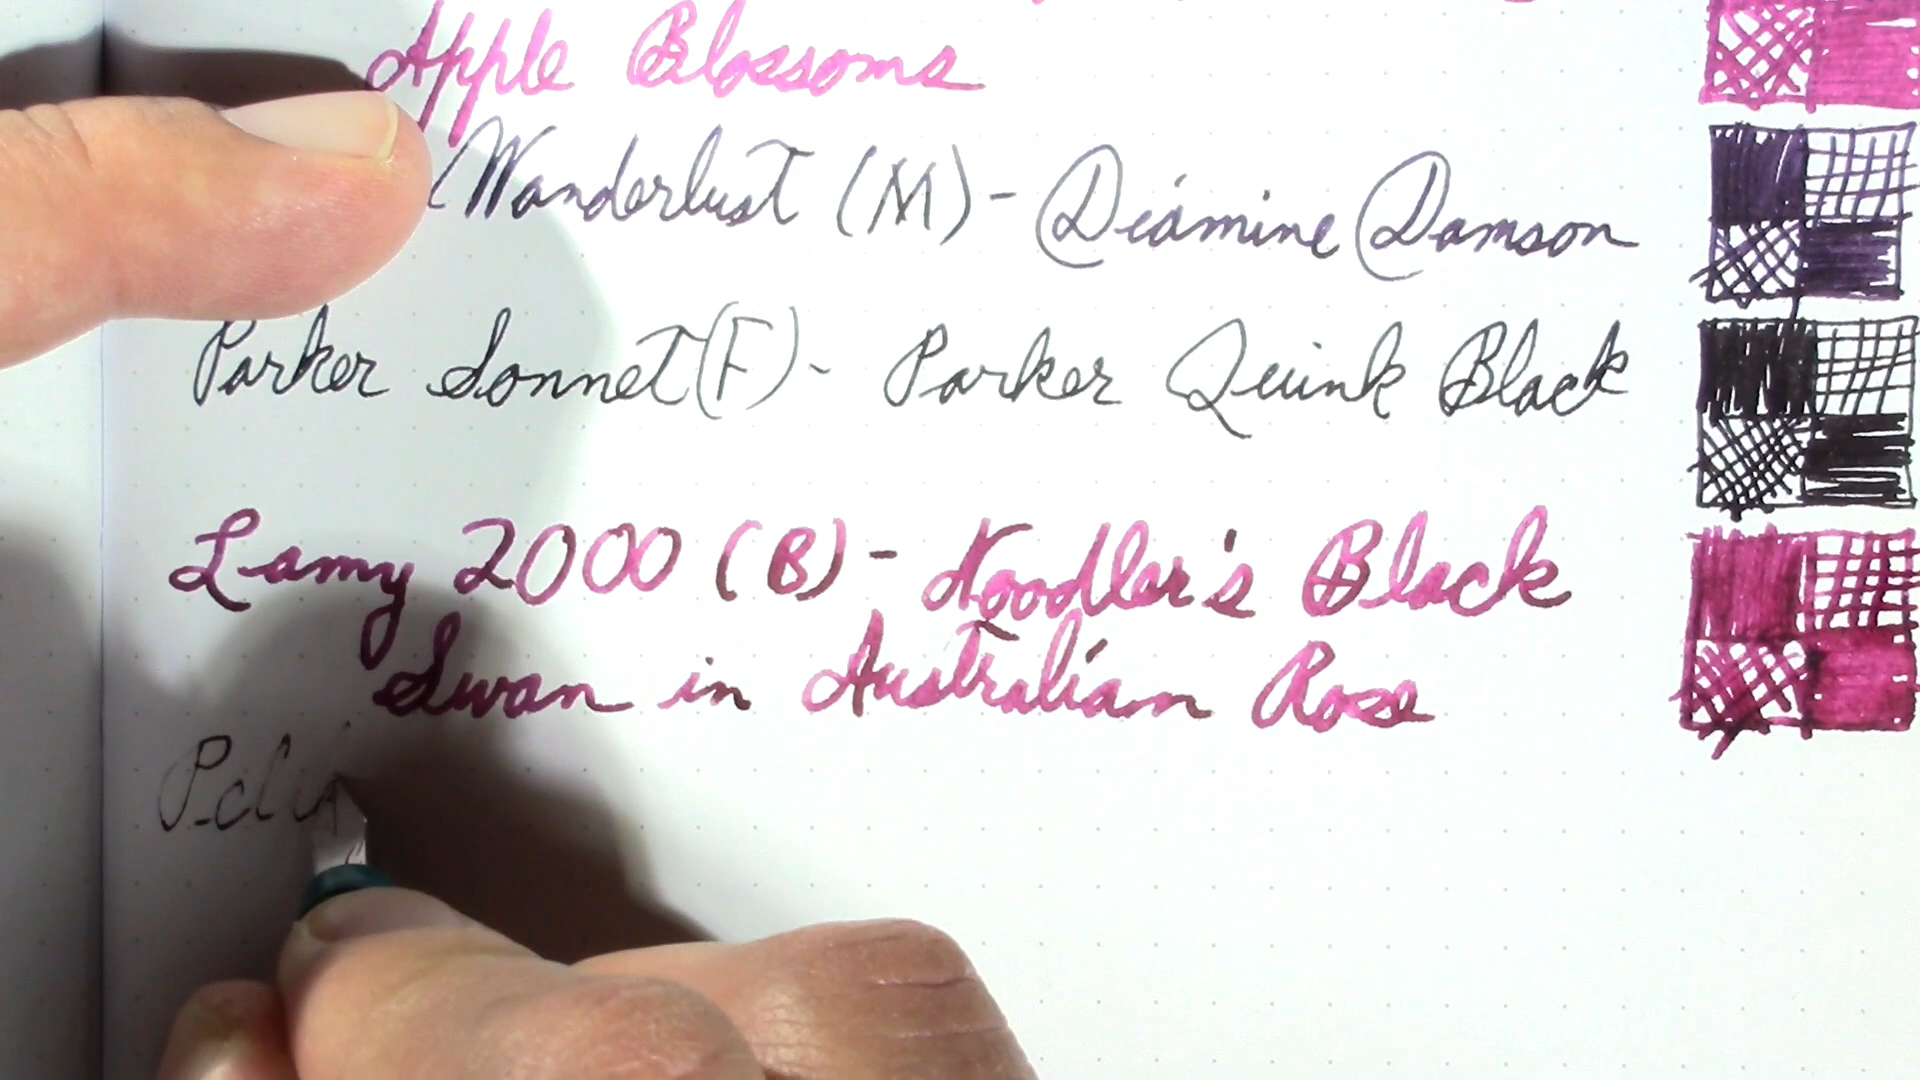 Apple Blossoms
Wanderlust (M) - Diamine Damson
Parker Sonnet (F) - Parker Quink Black
Lamy 2000 (B) - Noodler's Black
Swan in Australian Rose